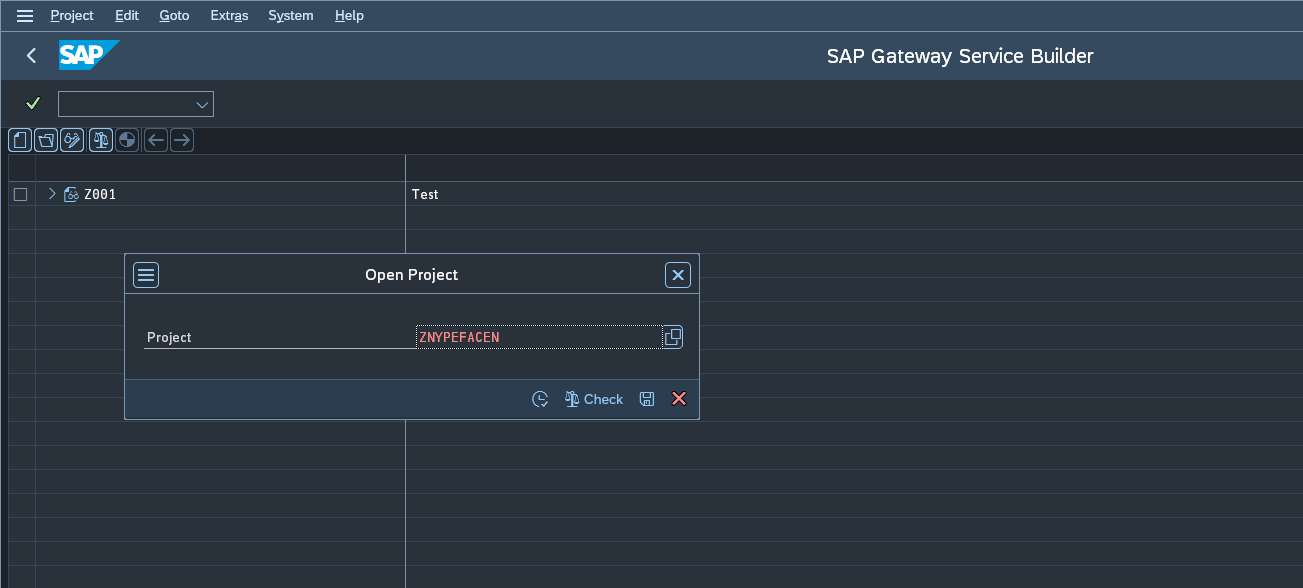 Project Edit Goto Extras System Help
SAP SAP Gateway Service Builder
Z001 Test
Open Project
Project ZNYPEFACEN
Check